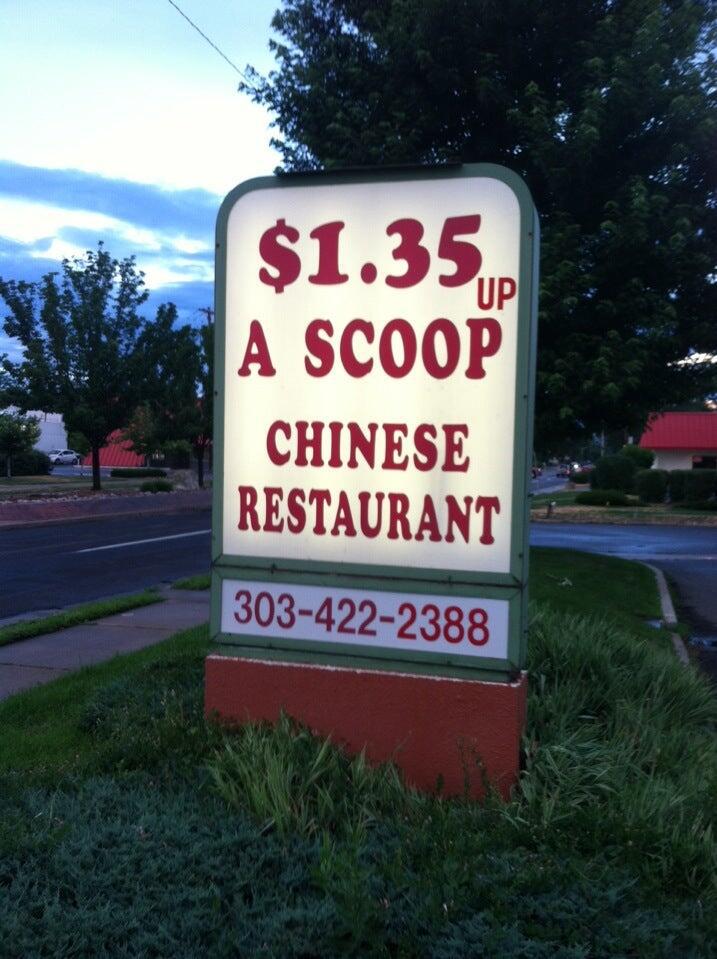 $1.35 UP
A SCOOP
CHINESE
RESTAURANT
303-422-2388